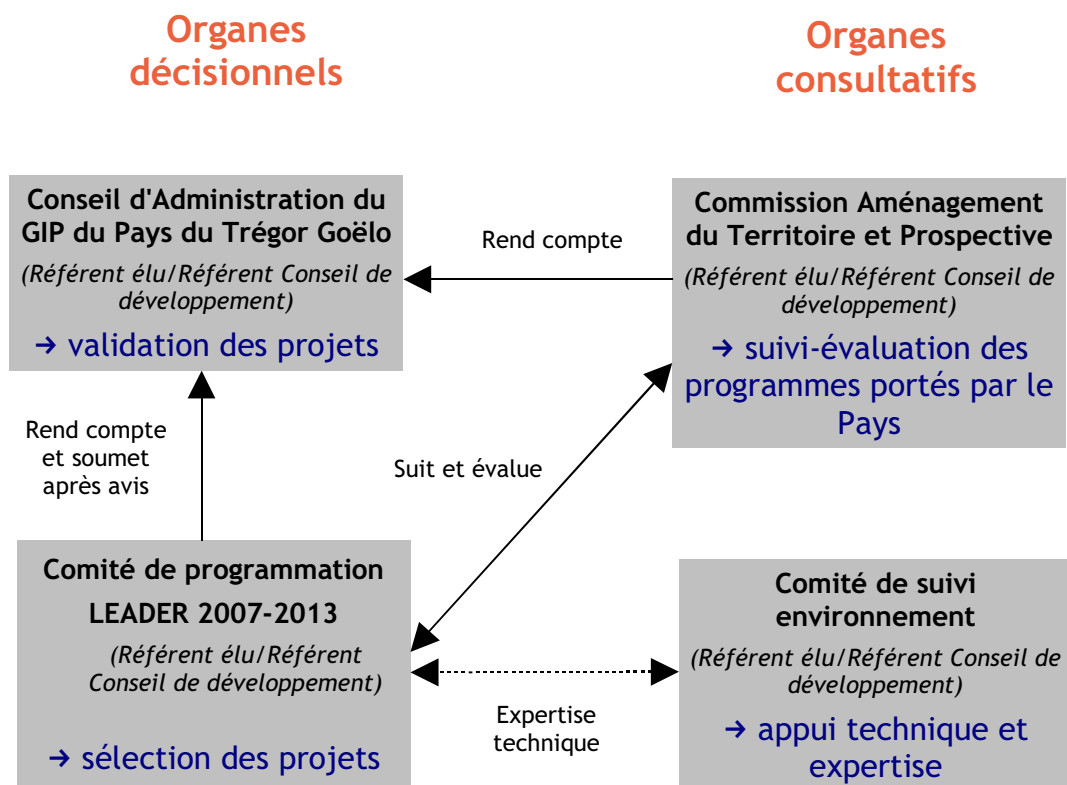 Organes
décisionnels
Organes
consultatifs
Conseil d'Administration du
GIP du Pays du Trégor Goëlo
(Référent élu/Référent Conseil de
développement)
→ validation des projets
Rend compte
Commission Aménagement
du Territoire et Prospective
(Référent élu/Référent Conseil de
développement)
→ suivi-évaluation des
programmes portés par le
Pays
Rend compte
et soumet
après avis
Suit et évalue
Comité de programmation
LEADER 2007-2013
(Référent élu/Référent
Conseil de développement)
→ sélection des projets
Expertise
technique
Comité de suivi
environnement
(Référent élu/Référent Conseil de
développement)
→ appui technique et
expertise